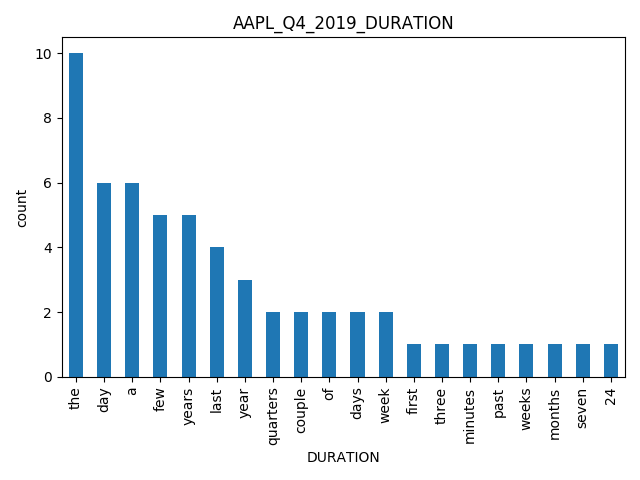 AAPL_Q4_2019_DURATION
count
10
8
6
4
2
0
the
day
a
few
years
last
year
quarters
couple
of
days
week
first
three
minutes
past
weeks
months
seven
24
DURATION